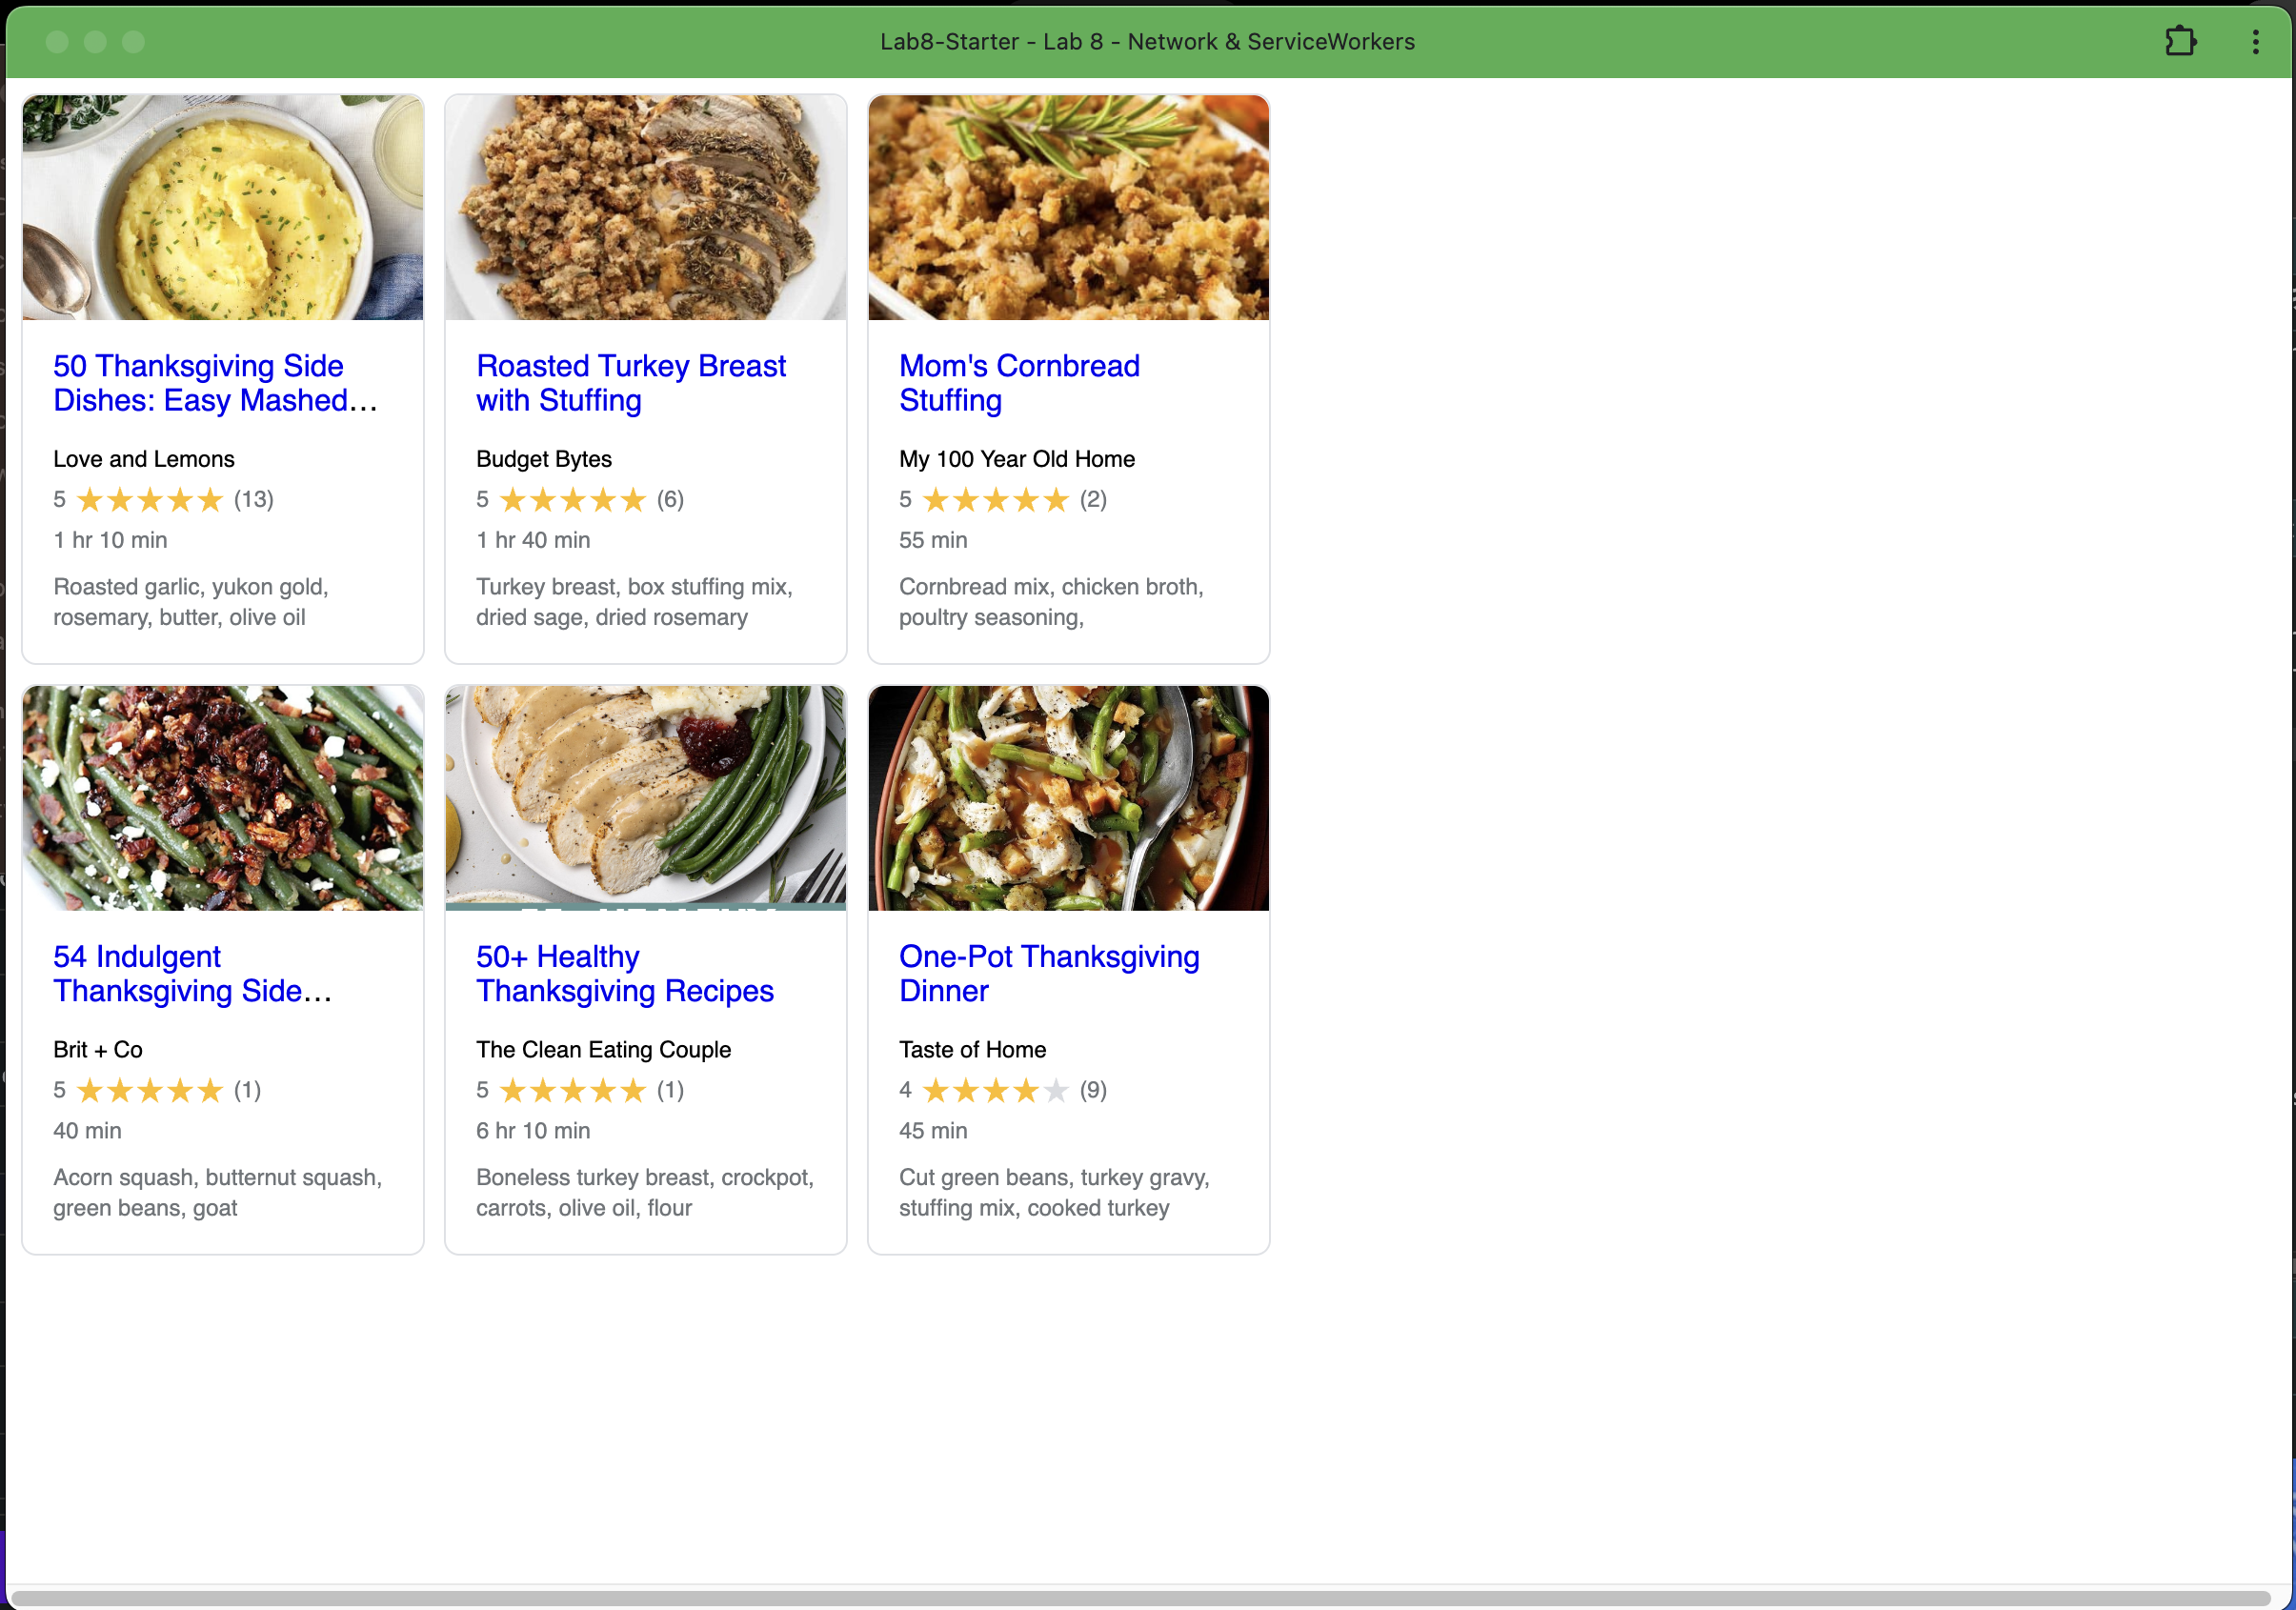 Lab8-Starter - Lab 8 - Network & ServiceWorkers
50 Thanksgiving Side
Dishes: Easy Mashed...
Love and Lemons
5 ★★★★★ (13)
1 hr 10 min
Roasted garlic, yukon gold,
rosemary, butter, olive oil
Roasted Turkey Breast
with Stuffing
Budget Bytes
5 ★★★★★ (6)
1 hr 40 min
Turkey breast, box stuffing mix,
dried sage, dried rosemary
Mom's Cornbread
Stuffing
My 100 Year Old Home
5 ★★★★★ (2)
55 min
Cornbread mix, chicken broth,
poultry seasoning,
54 Indulgent
Thanksgiving Side...
Brit + Co
5 ★★★★★ (1)
40 min
Acorn squash, butternut squash,
green beans, goat
50+ Healthy
Thanksgiving Recipes
The Clean Eating Couple
5 ★★★★★ (1)
6 hr 10 min
Boneless turkey breast, crockpot,
carrots, olive oil, flour
One-Pot Thanksgiving
Dinner
Taste of Home
4 ★★★★★ (9)
45 min
Cut green beans, turkey gravy,
stuffing mix, cooked turkey